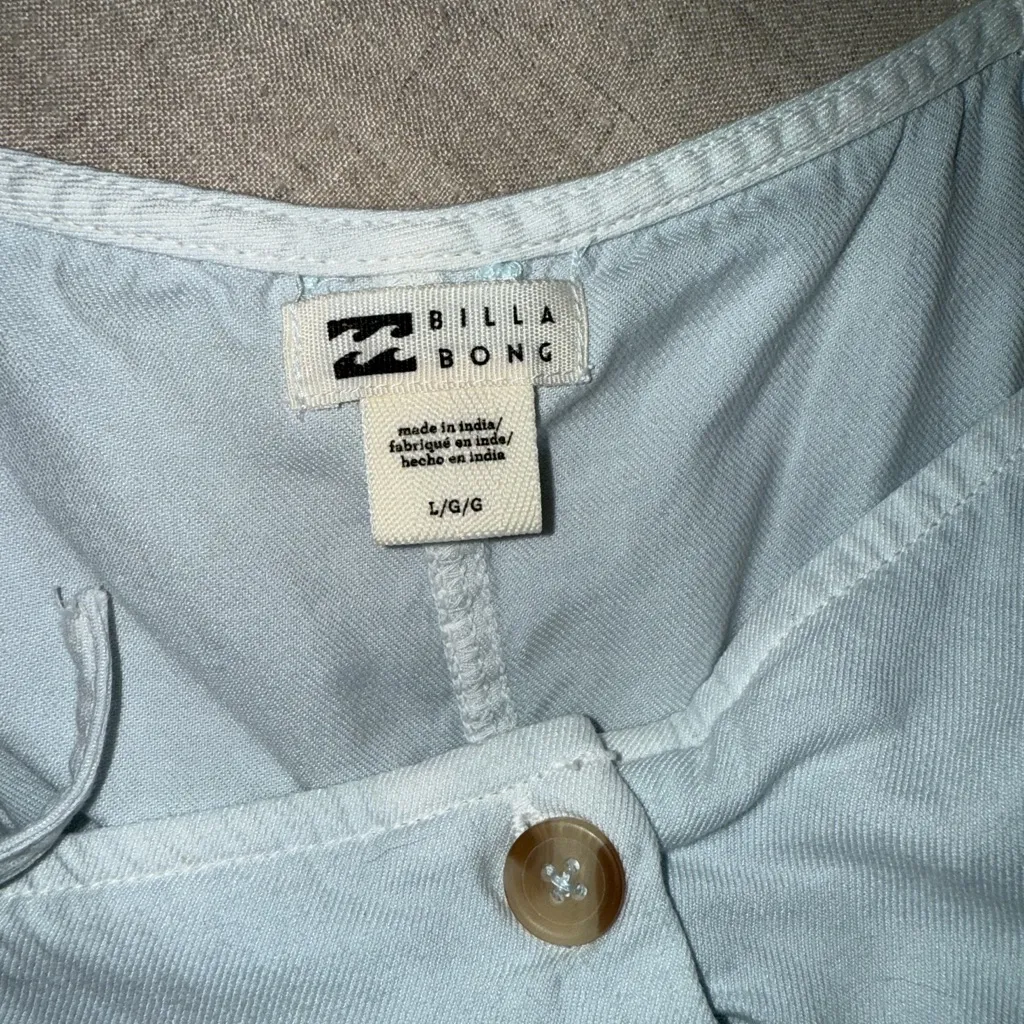 BILLA
BONG
made in india/
fabriqué en inde/
hecho en india
L/G/G